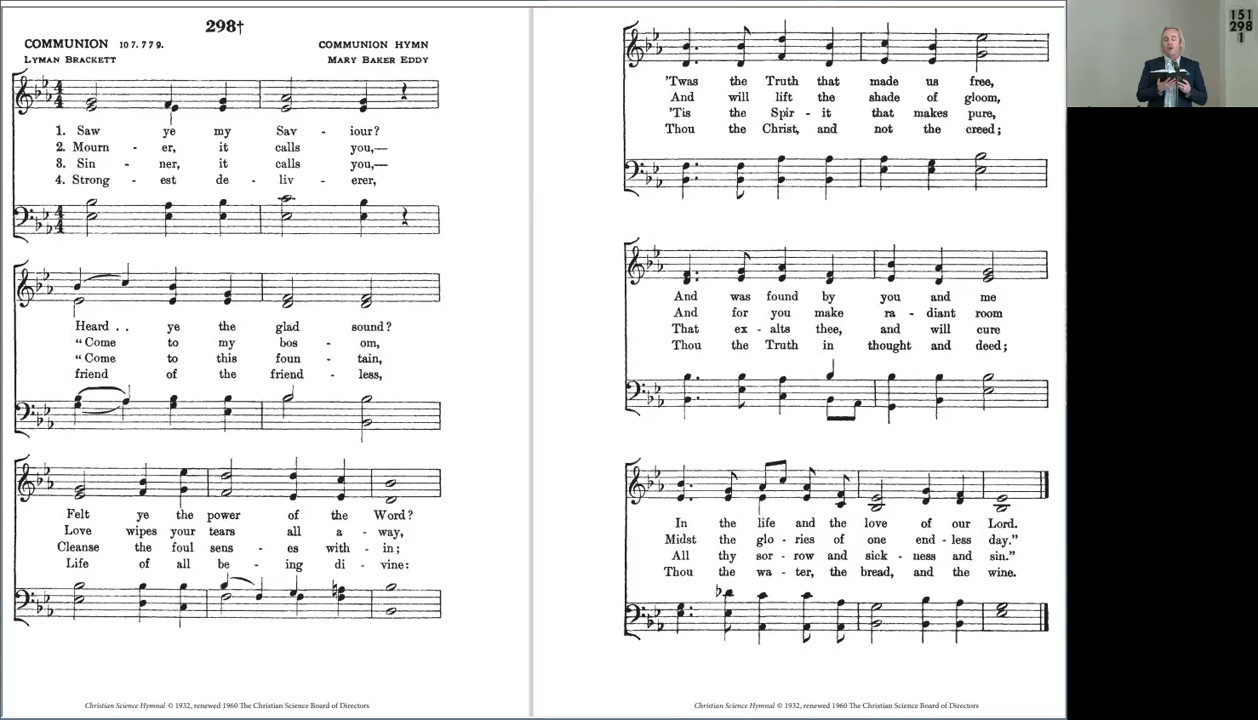 298†
COMMUNION 10 7. 7 7 9.
COMMUNION HYMN
LYMAN BRACKETT
MARY BAKER EDDY
1. Saw ye my Sav - iour?
2. Mourn - er, it calls you,—
3. Sin - ner, it calls you,—
4. Strong - est de - liv - erer,
Heard . . ye the glad sound?
“ Come to my bos - om,
“ Come to this foun - tain,
friend of the friend - less,
Felt ye the power of the Word?
Love wipes your tears all a - way,
Cleanse the foul sens - es with - in;
Life of all be - ing di - vine:
'Twas the Truth that made us free,
And will lift the shade of gloom,
'Tis the Spir - it that makes pure,
Thou the Christ, and not the creed;
And was found by you and me
And for you make ra - diant room
That ex - alts thee, and will cure
Thou the Truth in thought and deed;
In the life and the love of our Lord.
Midst the glo - ries of one end - less day.”
All thy sor - row and sick - ness and sin.”
Thou the wa - ter, the bread, and the wine.
Christian Science Hymnal © 1932, renewed 1960 The Christian Science Board of Directors
Christian Science Hymnal © 1932, renewed 1960 The Christian Science Board of Directors
151
298
1